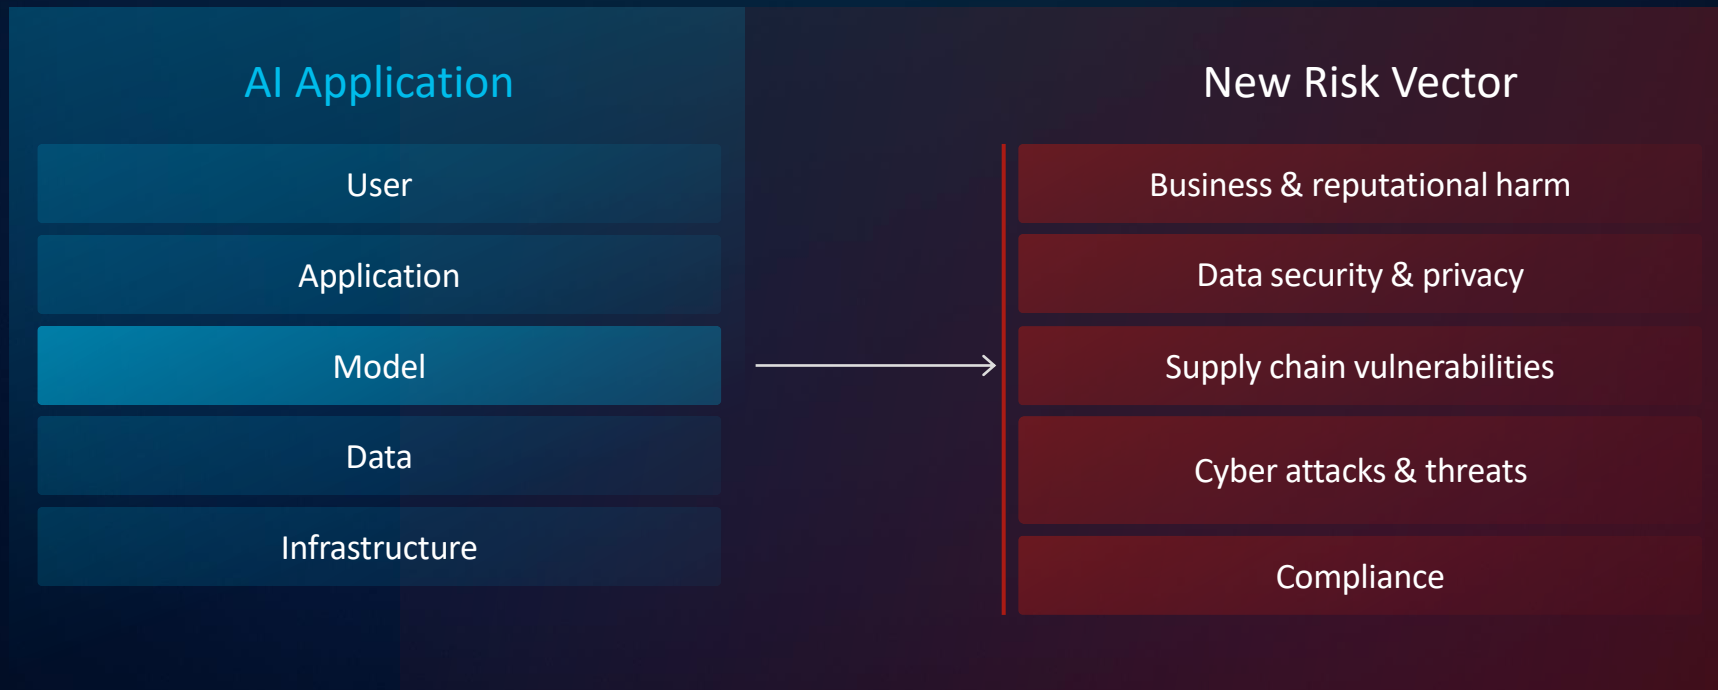 AI Application
User
Application
Model
Data
Infrastructure
New Risk Vector
Business & reputational harm
Data security & privacy
Supply chain vulnerabilities
Cyber attacks & threats
Compliance